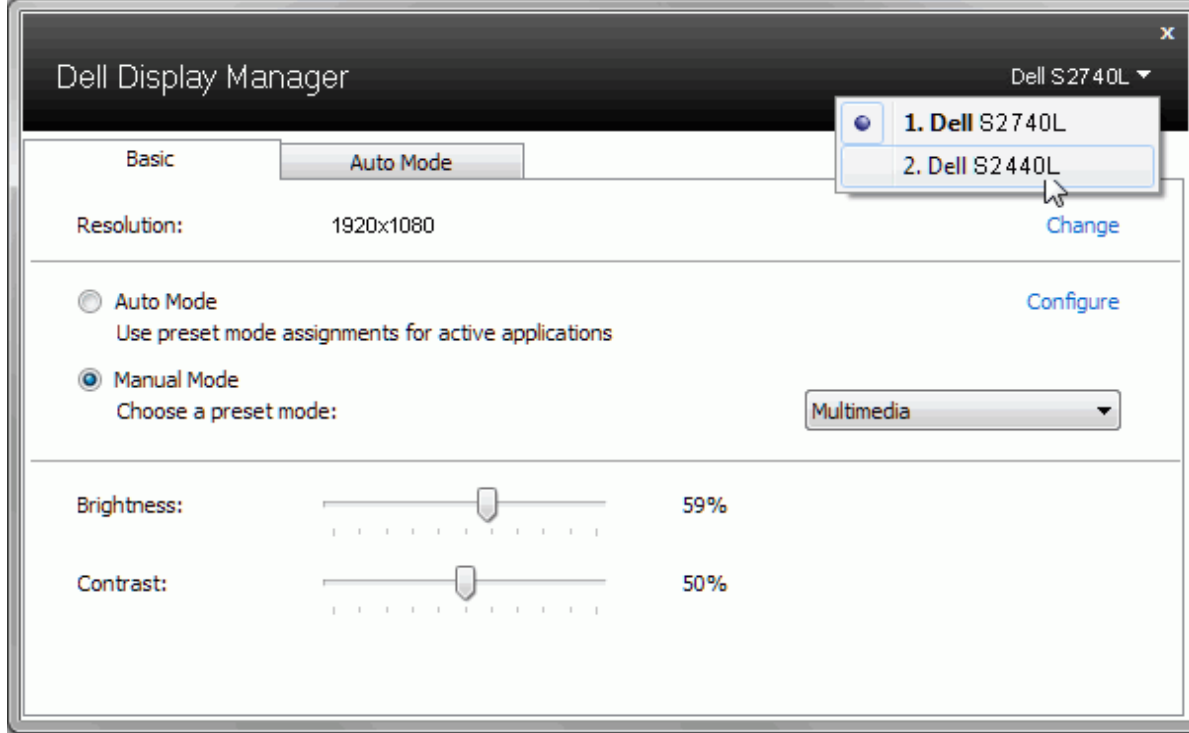 x
Dell Display Manager
Dell S2740L
1. Dell S2740L
2. Dell S2440L
Basic
Auto Mode
Resolution: 1920x1080 Change
Auto Mode Configure
Use preset mode assignments for active applications
Manual Mode
Choose a preset mode: Multimedia
Brightness: 59%
Contrast: 50%